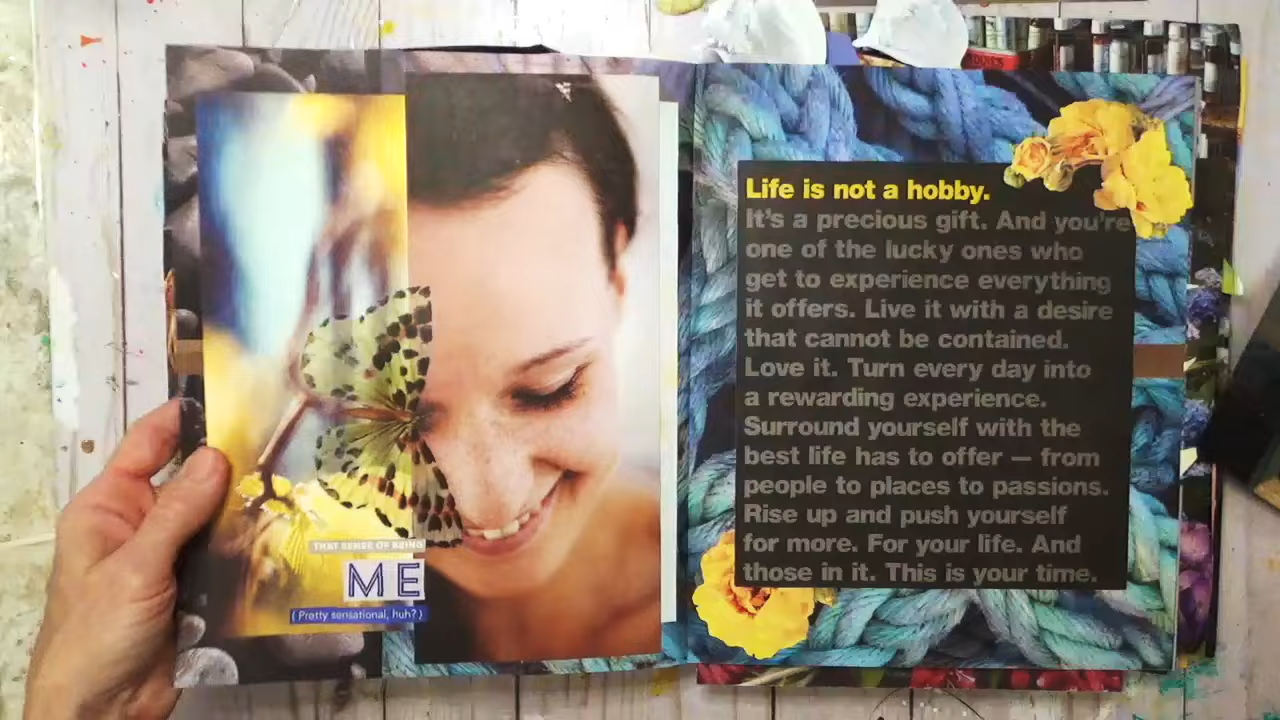 THAT SENSE OF BEING
ME
( Pretty sensational, huh? )
Life is not a hobby.
It's a precious gift. And you're
one of the lucky ones who
get to experience everything
it offers. Live it with a desire
that cannot be contained.
Love it. Turn every day into
a rewarding experience.
Surround yourself with the
best life has to offer — from
people to places to passions.
Rise up and push yourself
for more. For your life. And
those in it. This is your time.